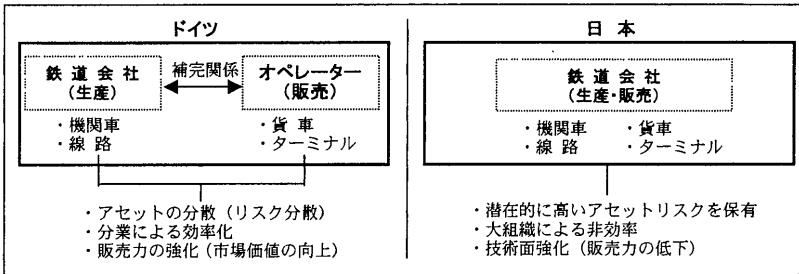 ドイツ
鉄道会社
(生産)
補完関係
オペレーター
(販売)
・機関車
・線路
・貨車
・ターミナル
・アセットの分散（リスク分散）
・分業による効率化
・販売力の強化（市場価値の向上）
日本
鉄道会社
(生産・販売)
・機関車 ・貨車
・線路 ・ターミナル
・潜在的に高いアセットリスクを保有
・大組織による非効率
・技術面強化（販売力の低下）